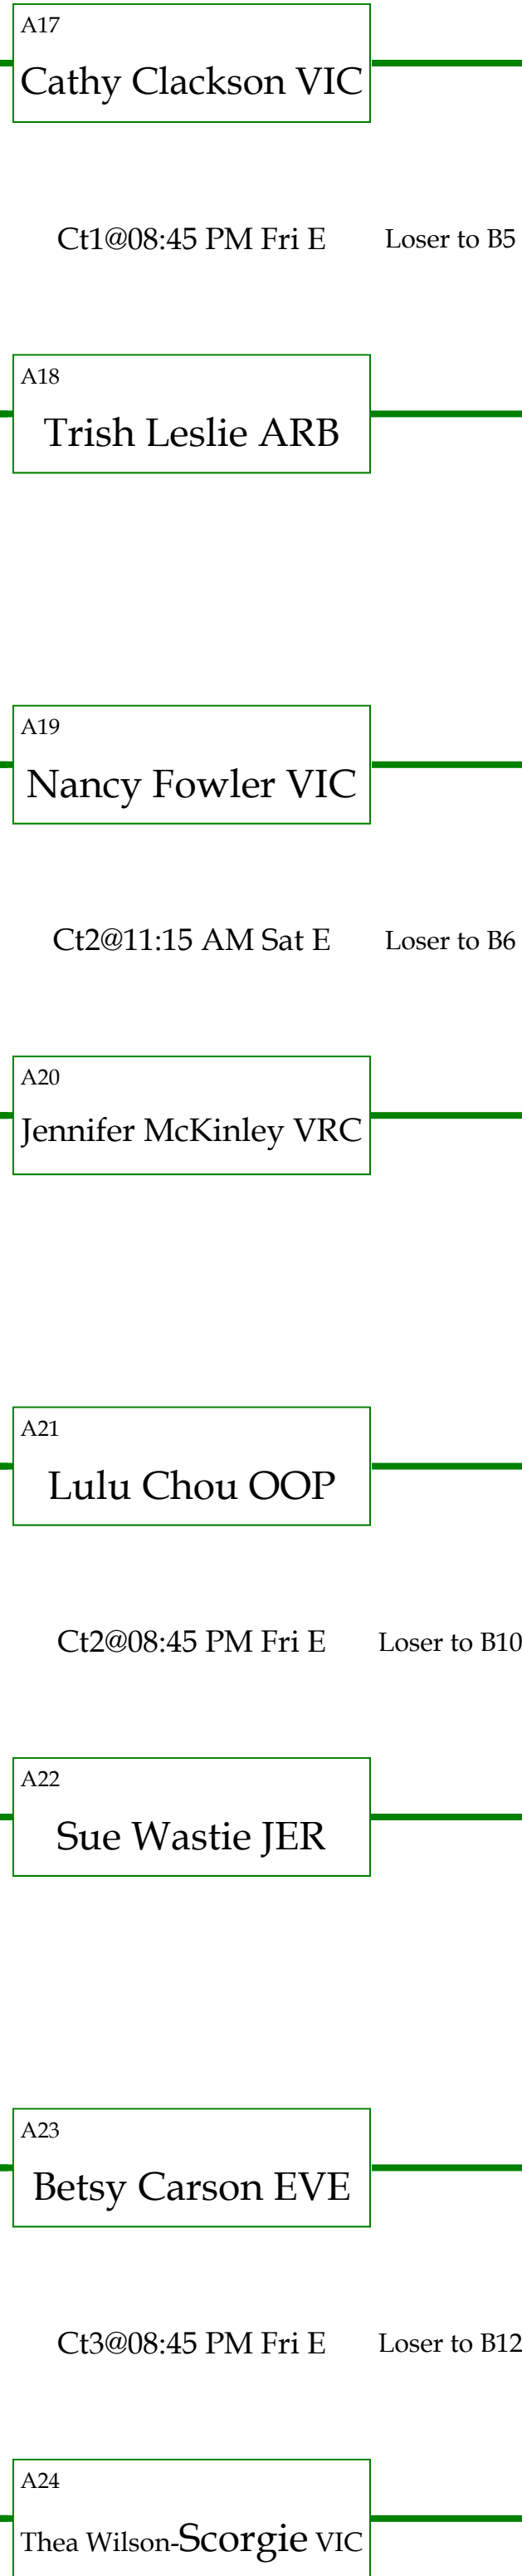 A17
Cathy Clackson VIC
Ct1@08:45 PM Fri E Loser to B5
A18
Trish Leslie ARB
A19
Nancy Fowler VIC
Ct2@11:15 AM Sat E Loser to B6
A20
Jennifer McKinley VRC
A21
Lulu Chou OOP
Ct2@08:45 PM Fri E Loser to B10
A22
Sue Wastie JER
A23
Betsy Carson EVE
Ct3@08:45 PM Fri E Loser to B12
A24
Thea Wilson-Scorgie VIC